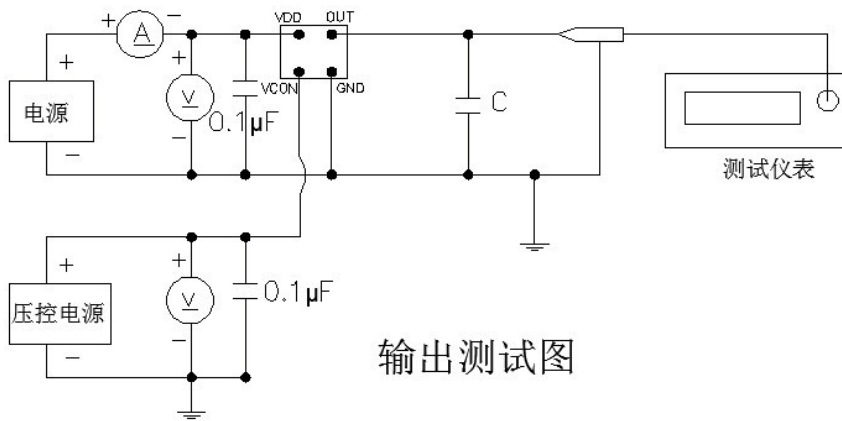 + A −
VDD OUT
+
+ V −
VCON GND
0.1μF
电源
−
C
测试仪表
+
+ V −
0.1μF
压控电源
−
输出测试图